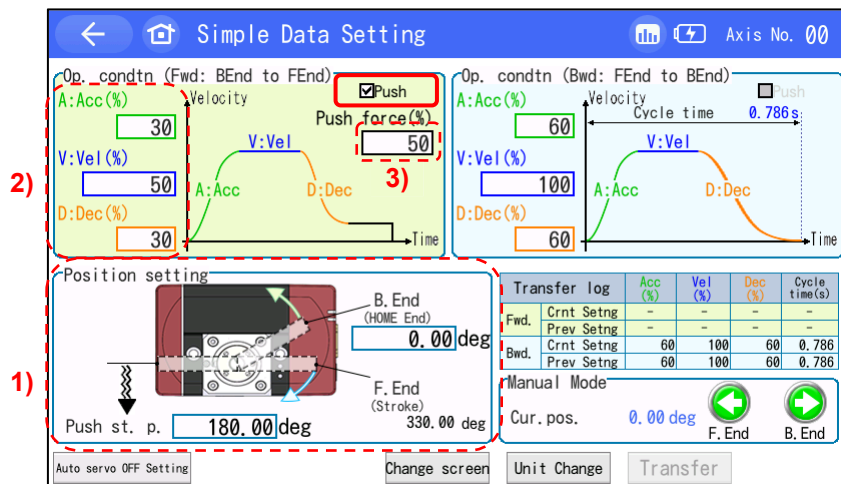 Simple Data Setting
Axis No. 00
Op. condtn (Fwd: BEnd to FEnd)
Push
A:Acc(%)
30
V:Vel(%)
50
D:Dec(%)
30
Velocity
V:Vel
A:Acc
D:Dec
Time
Push force(%)
50
2)
3)
Op. condtn (Bwd: FEnd to BEnd)
Push
A:Acc(%)
60
V:Vel(%)
100
D:Dec(%)
60
Velocity
Cycle time 0.786s
V:Vel
A:Acc
D:Dec
Time
1)
Position setting
B.End
(HOME End)
0.00 deg
F.End
(Stroke)
330.00 deg
Push st. p. 180.00 deg
Transfer log Acc (%) Vel (%) Dec (%) Cycle time(s)
Fwd. Crnt Setng - - - -
Prev Setng - - - -
Bwd. Crnt Setng 60 100 60 0.786
Prev Setng 60 100 60 0.786
Manual Mode
Cur.pos. 0.00 deg
F.End
B.End
Auto servo OFF Setting
Change screen
Unit Change
Transfer